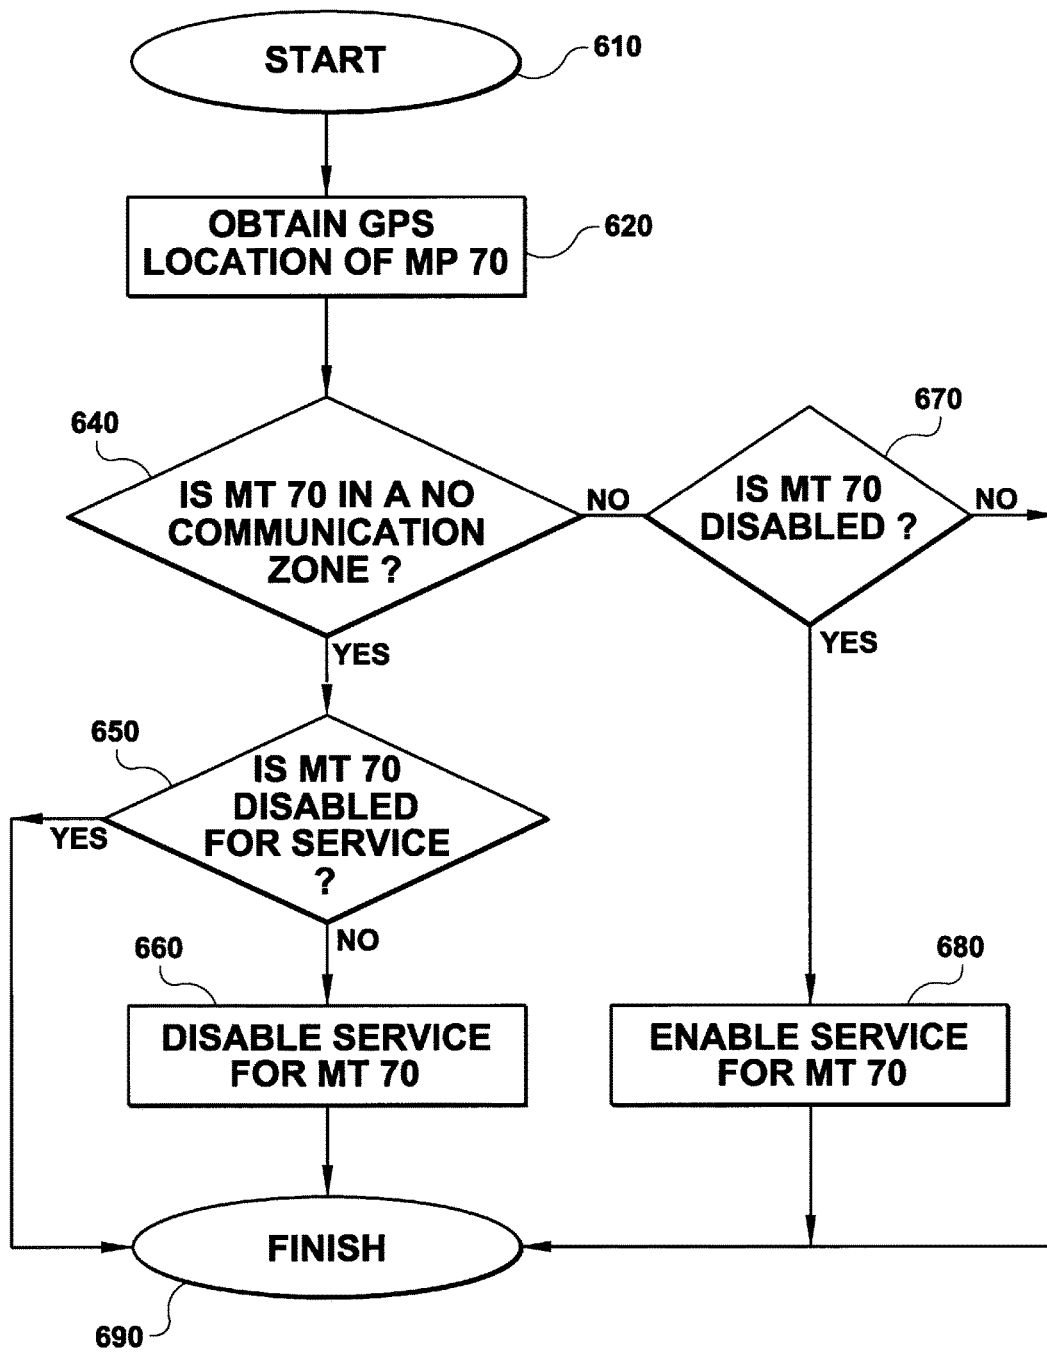 START
610
OBTAIN GPS
LOCATION OF MP 70
620
640
IS MT 70 IN A NO
COMMUNICATION
ZONE ?
NO
YES
670
IS MT 70
DISABLED ?
NO
YES
650
IS MT 70
DISABLED
FOR SERVICE
?
YES
NO
660
DISABLE SERVICE
FOR MT 70
680
ENABLE SERVICE
FOR MT 70
FINISH
690